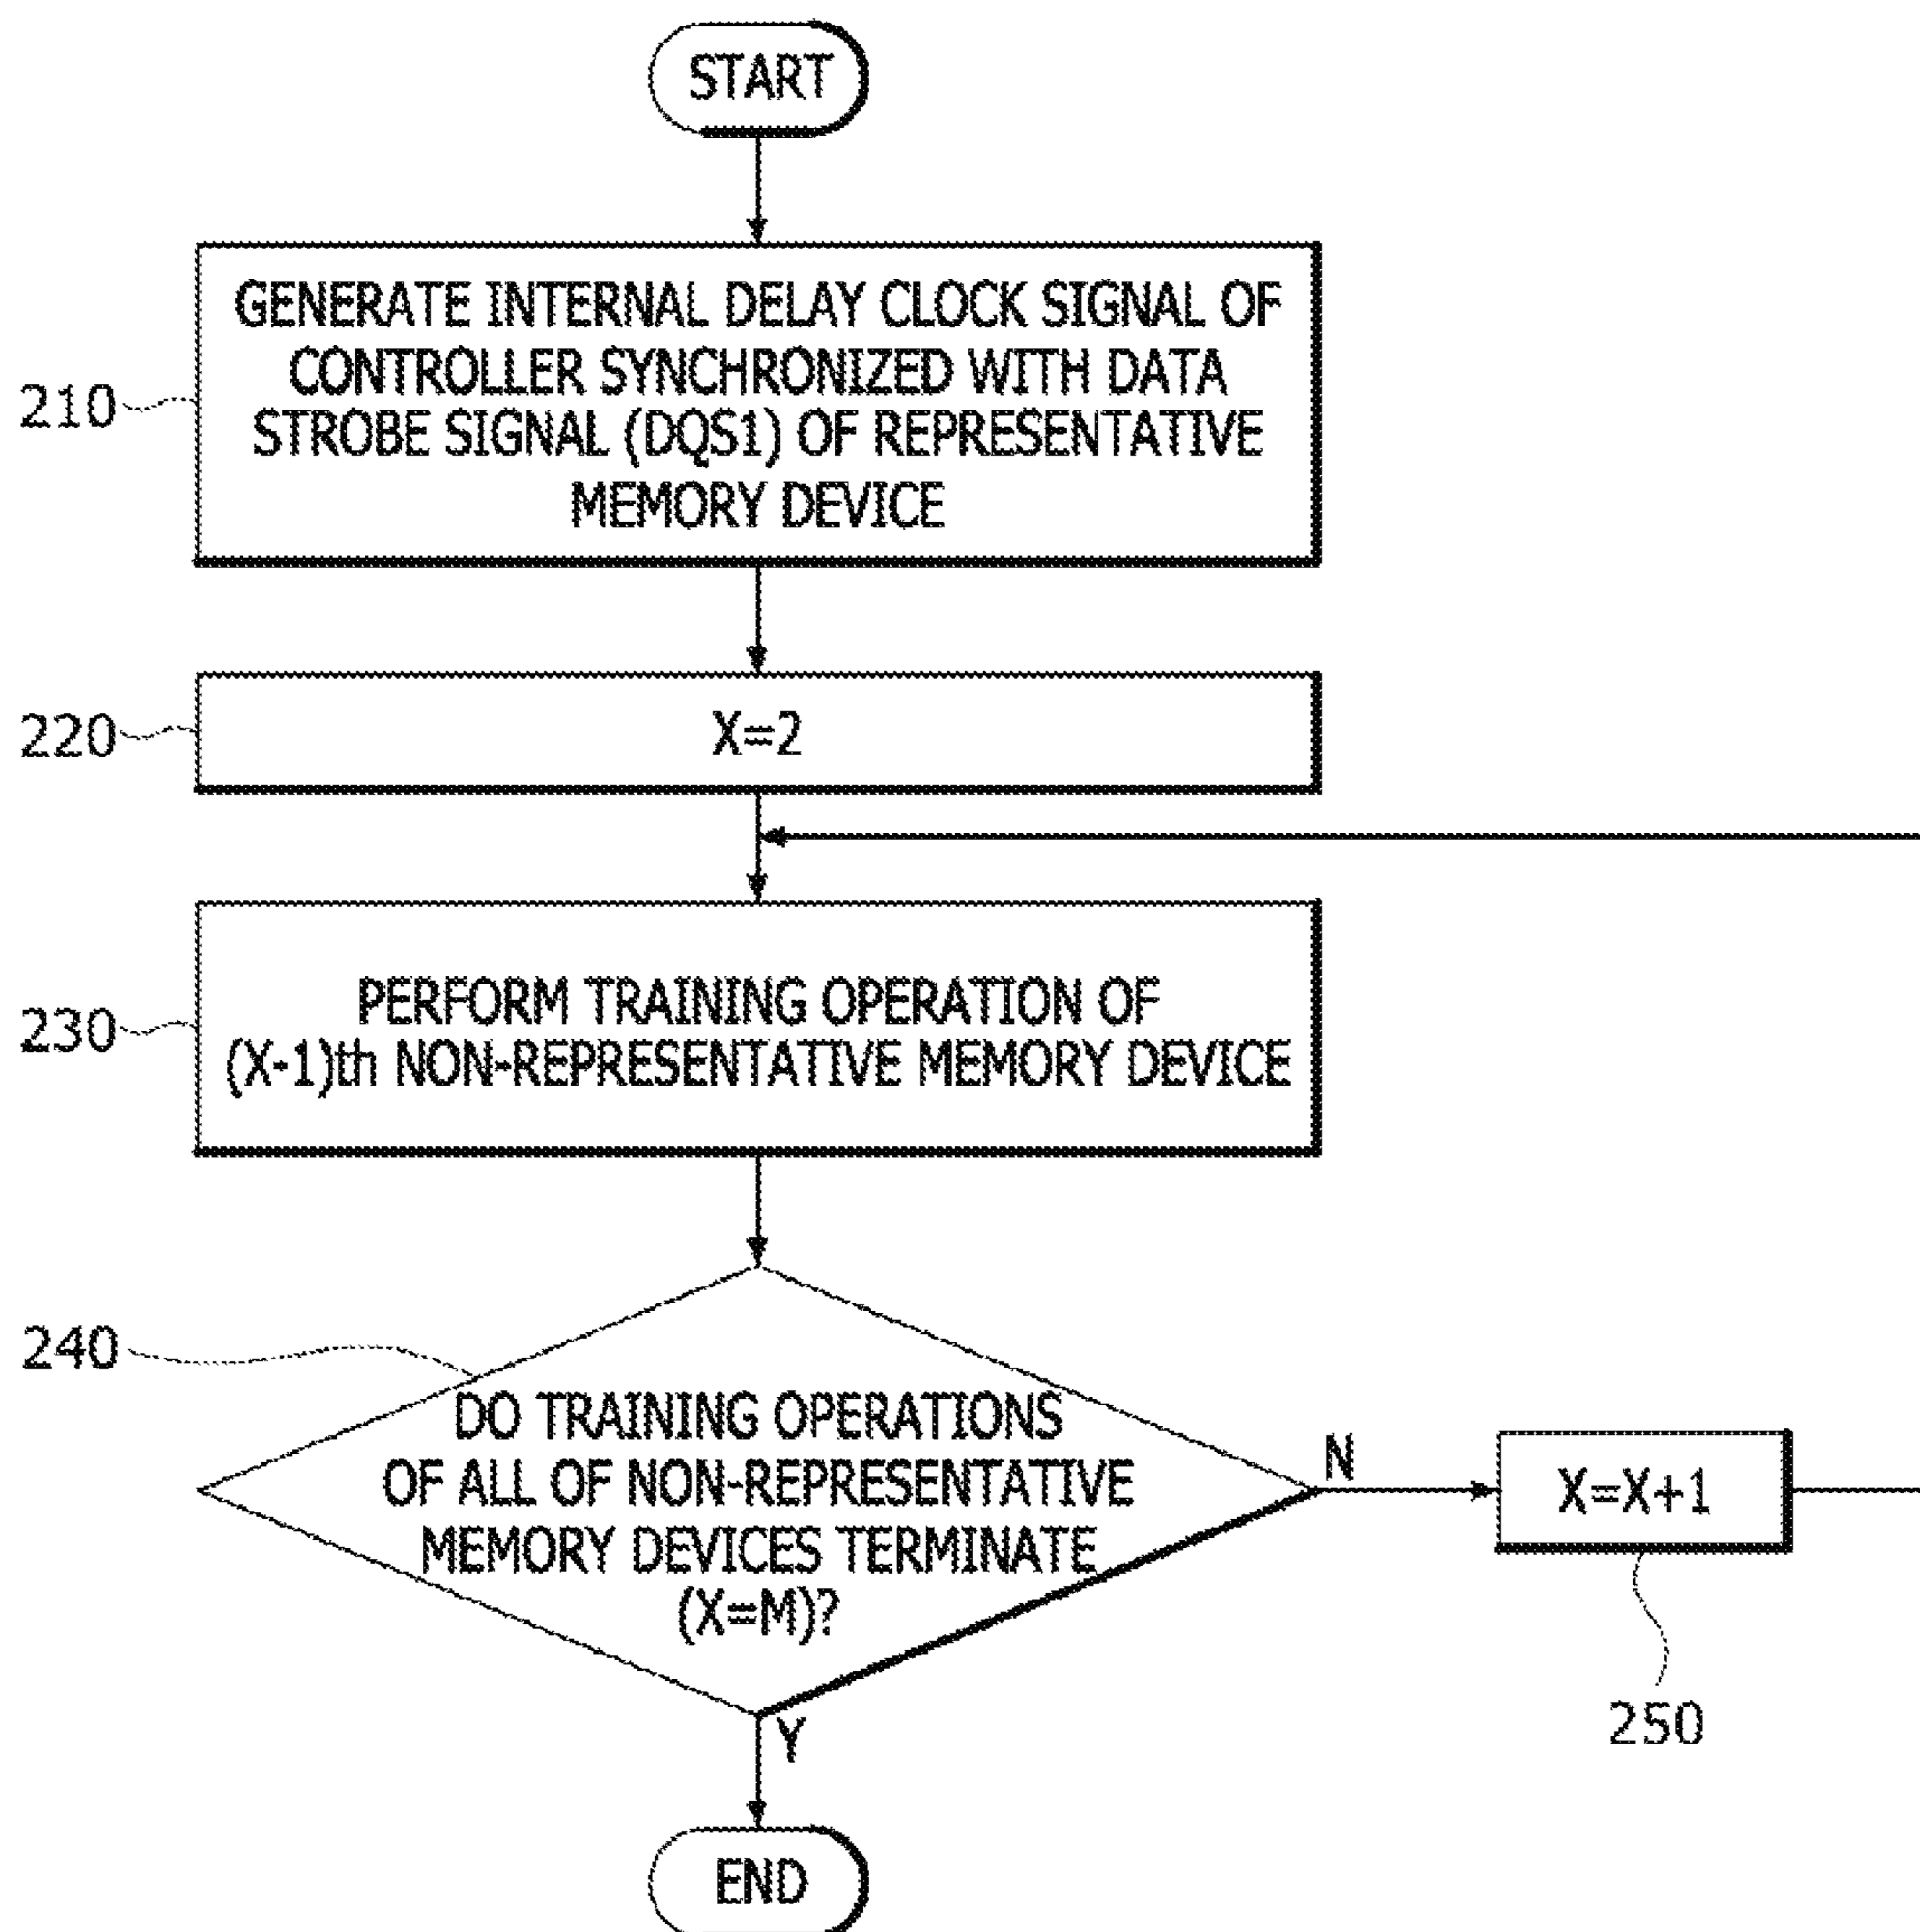 START
GENERATE INTERNAL DELAY CLOCK SIGNAL OF
CONTROLLER SYNCHRONIZED WITH DATA
STROBE SIGNAL (DQS1) OF REPRESENTATIVE
MEMORY DEVICE
210
X=2
220
PERFORM TRAINING OPERATION OF
(X-1)th NON-REPRESENTATIVE MEMORY DEVICE
230
240
DO TRAINING OPERATIONS
OF ALL OF NON-REPRESENTATIVE
MEMORY DEVICES TERMINATE
(X=M)?
N
X=X+1
250
Y
END